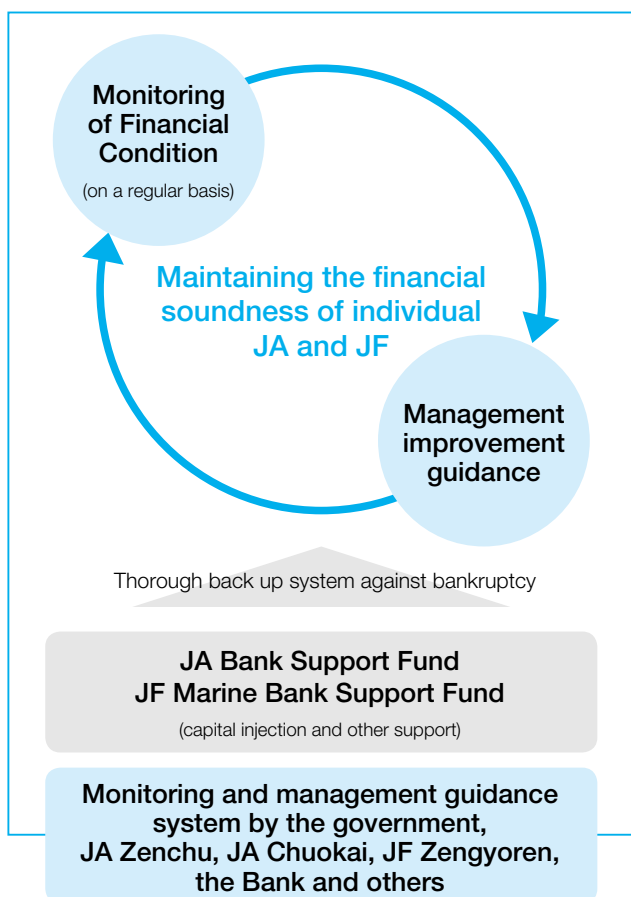 Monitoring
of Financial
Condition
(on a regular basis)
Maintaining the financial
soundness of individual
JA and JF
Management
improvement
guidance
Thorough back up system against bankruptcy
JA Bank Support Fund
JF Marine Bank Support Fund
(capital injection and other support)
Monitoring and management guidance
system by the government,
JA Zenchu, JA Chuokai, JF Zengyoren,
the Bank and others